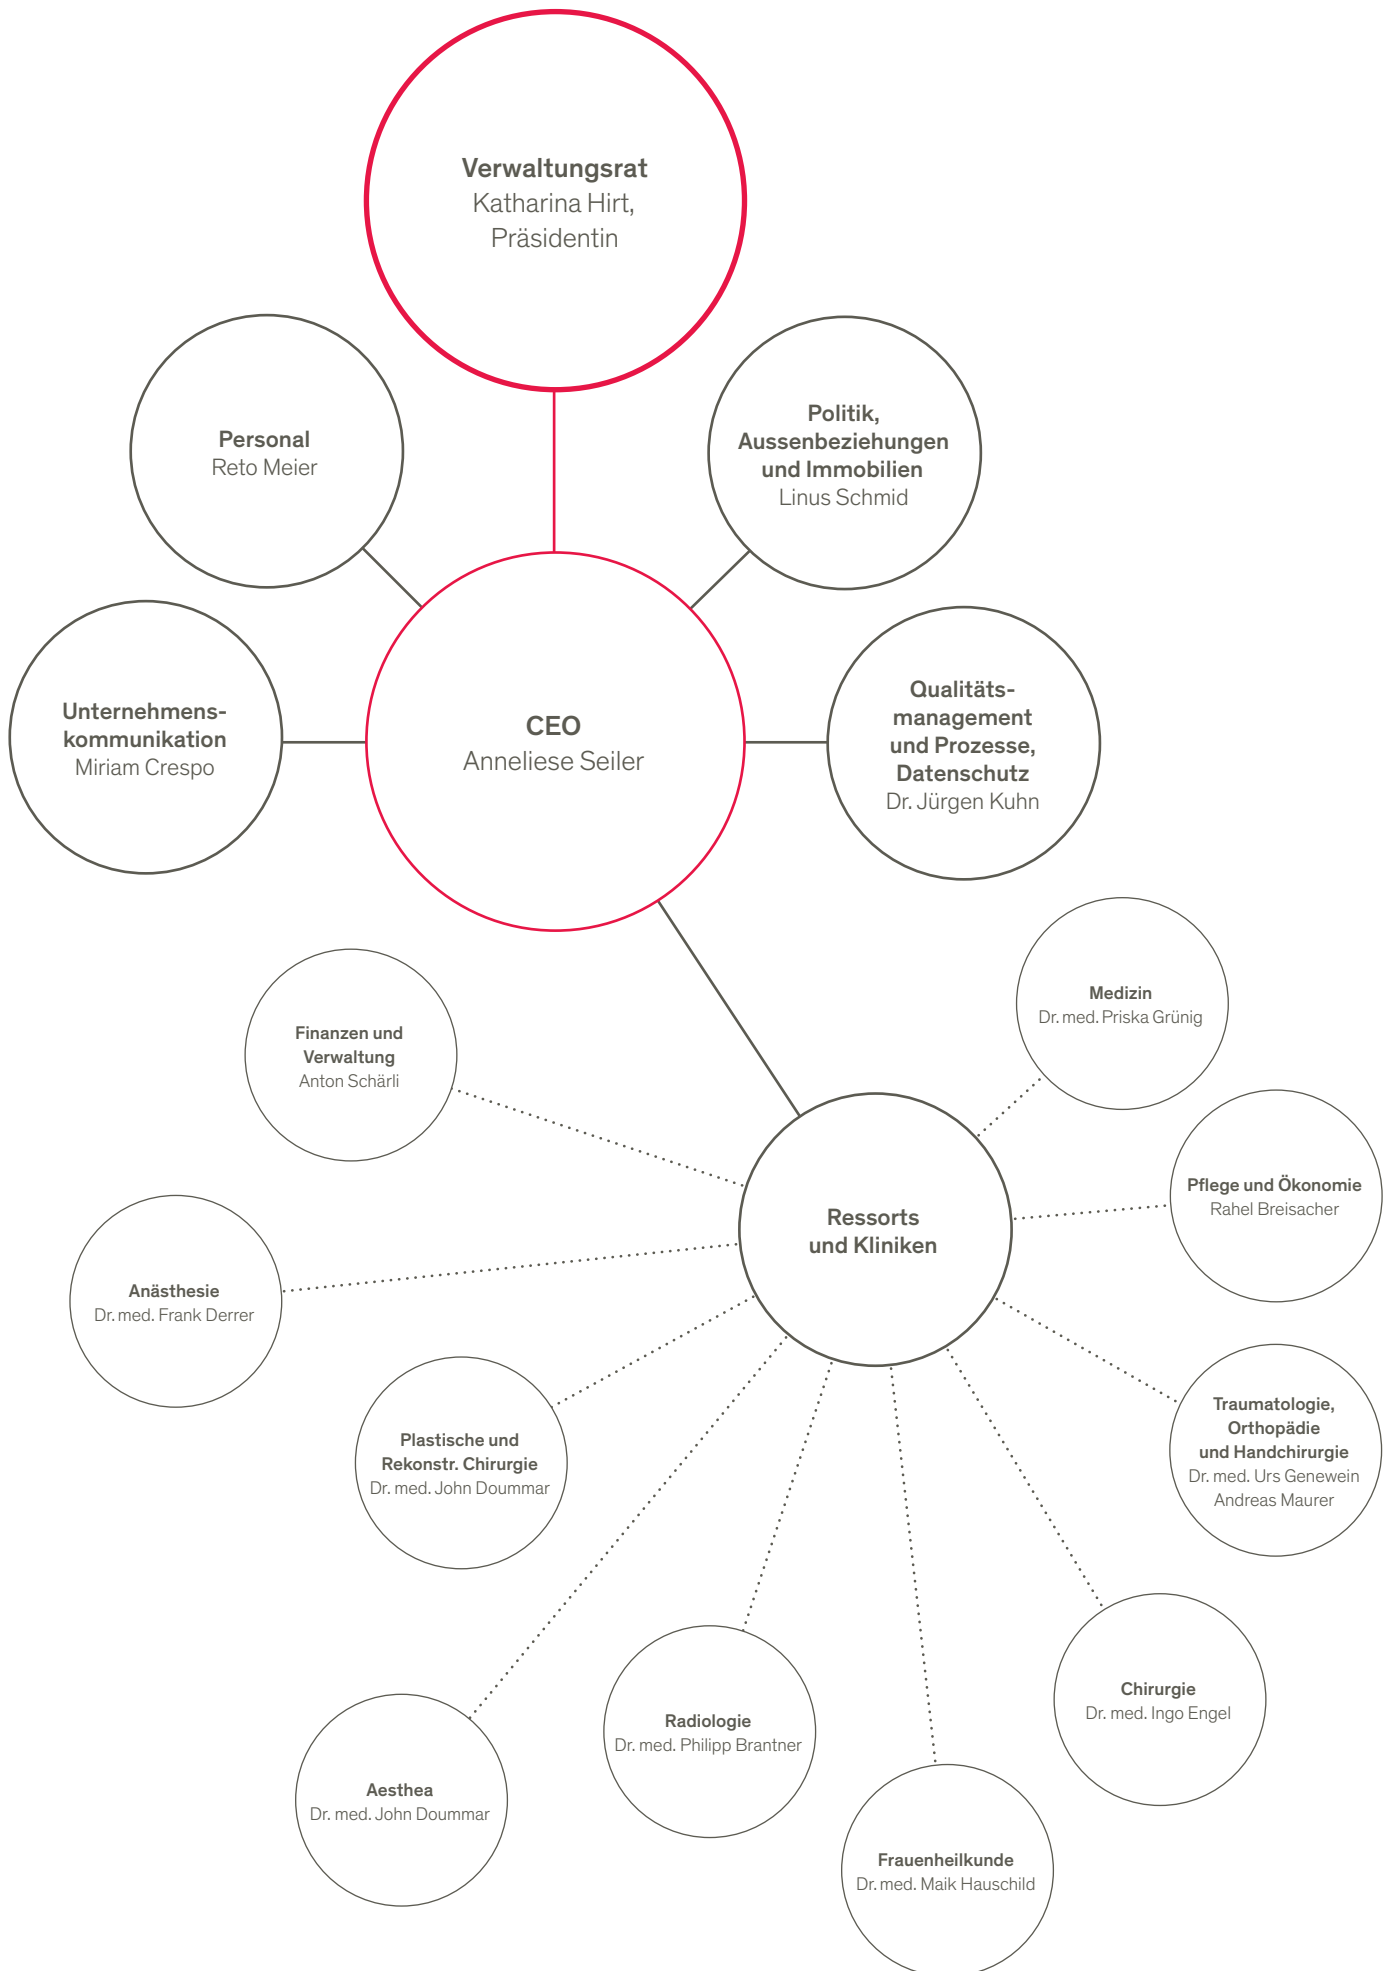 Verwaltungsrat
Katharina Hirt,
Präsidentin
Personal
Reto Meier
Politik,
Aussenbeziehungen
und Immobilien
Linus Schmid
Unternehmens-
kommunikation
Miriam Crespo
CEO
Anneliese Seiler
Qualitäts-
management
und Prozesse,
Datenschutz
Dr. Jürgen Kuhn
Finanzen und
Verwaltung
Anton Schärli
Medizin
Dr. med. Priska Grünig
Pflege und Ökonomie
Rahel Breisacher
Ressorts
und Kliniken
Anästhesie
Dr. med. Frank Derrer
Plastische und
Rekonstr. Chirurgie
Dr. med. John Doummar
Traumatologie,
Orthopädie
und Handchirurgie
Dr. med. Urs Genewein
Andreas Maurer
Chirurgie
Dr. med. Ingo Engel
Radiologie
Dr. med. Philipp Brantner
Aesthea
Dr. med. John Doummar
Frauenheilkunde
Dr. med. Maik Hauschild